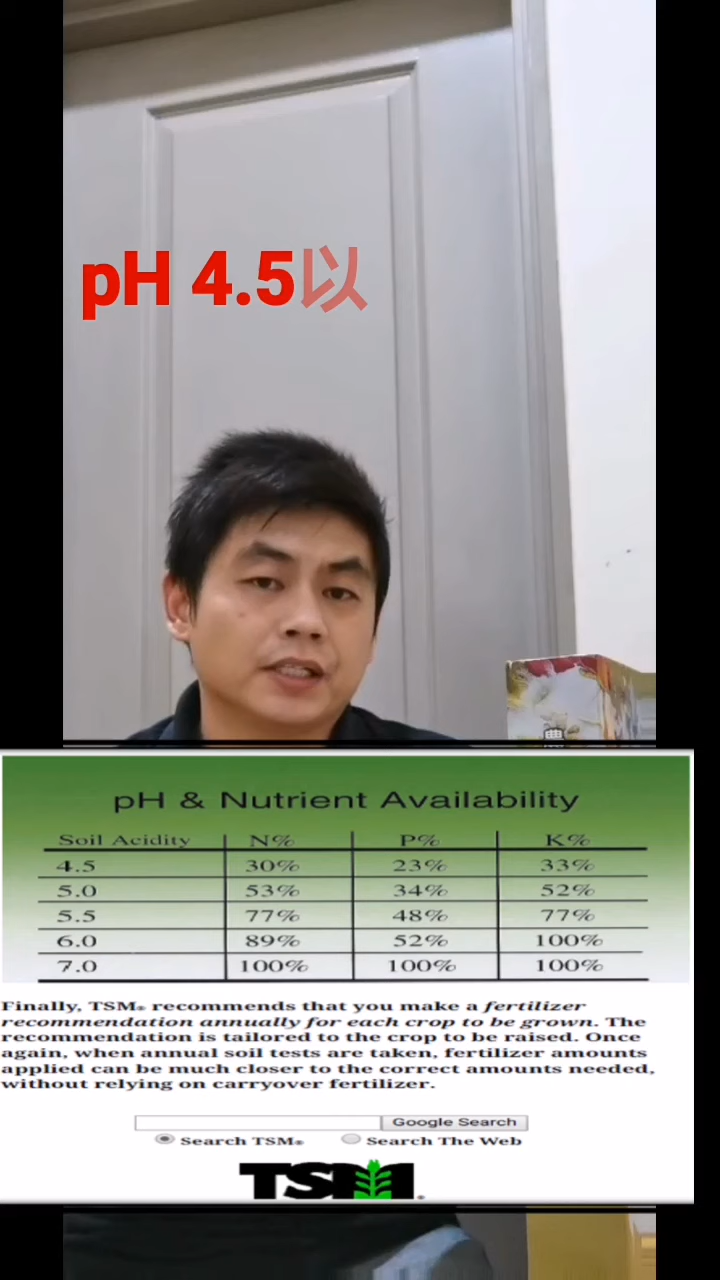 pH 4.5以
農
pH & Nutrient Availability
Soil Acidity N% P% K%
4.5 30% 23% 33%
5.0 53% 34% 52%
5.5 77% 48% 77%
6.0 89% 52% 100%
7.0 100% 100% 100%
Finally, TSM® recommends that you make a fertilizer
recommendation annually for each crop to be grown. The
recommendation is tailored to the crop to be raised. Once
again, when annual soil tests are taken, fertilizer amounts
applied can be much closer to the correct amounts needed,
without relying on carryover fertilizer.
Google Search
Search TSM® Search The Web
TSM®